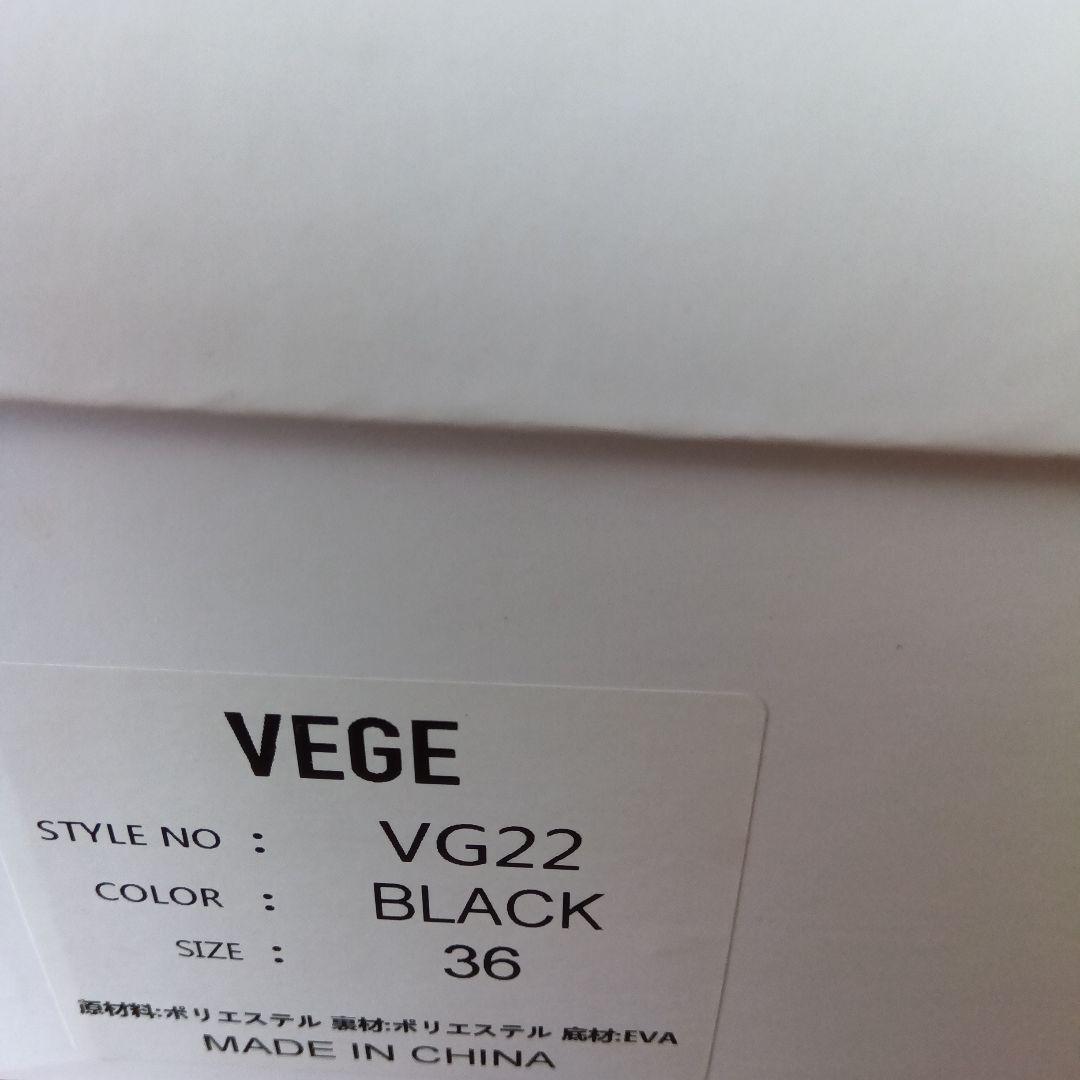 VEGE
STYLE NO : VG22
COLOR : BLACK
SIZE : 36
原材料:ポリエステル 裏材:ポリエステル 底材:EVA
MADE IN CHINA